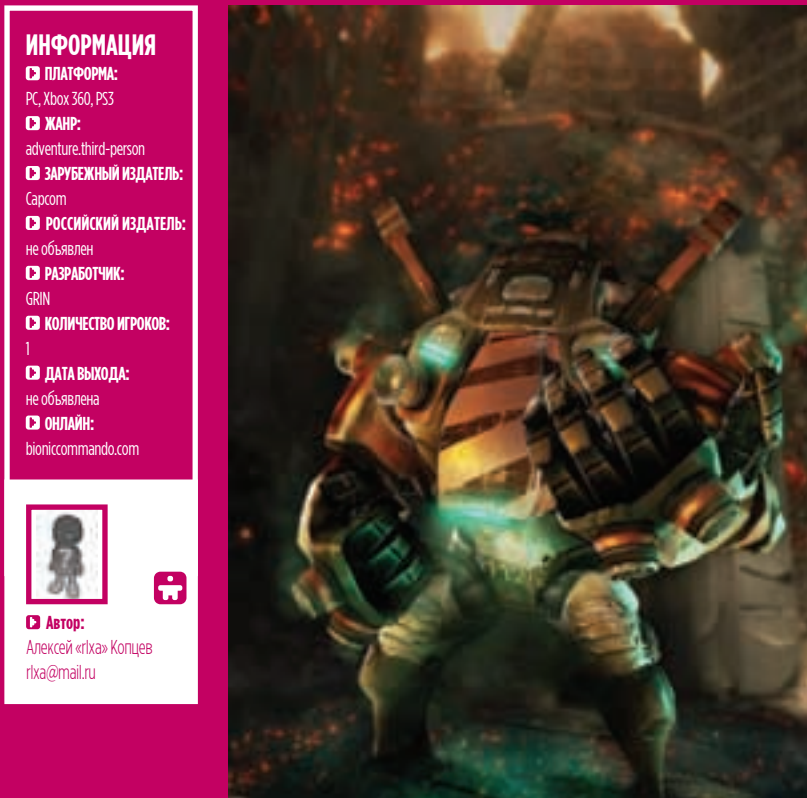 ИНФОРМАЦИЯ
ПЛАТФОРМА:
PC, Xbox 360, PS3
ЖАНР:
adventure.third-person
ЗАРУБЕЖНЫЙ ИЗДАТЕЛЬ:
Capcom
РОССИЙСКИЙ ИЗДАТЕЛЬ:
не объявлен
РАЗРАБОТЧИК:
GRIN
КОЛИЧЕСТВО ИГРОКОВ:
1
ДАТА ВЫХОДА:
не объявлена
ОНЛАЙН:
bioniccommando.com
Автор:
Алексей «rlxa» Копцев
rlxa@mail.ru